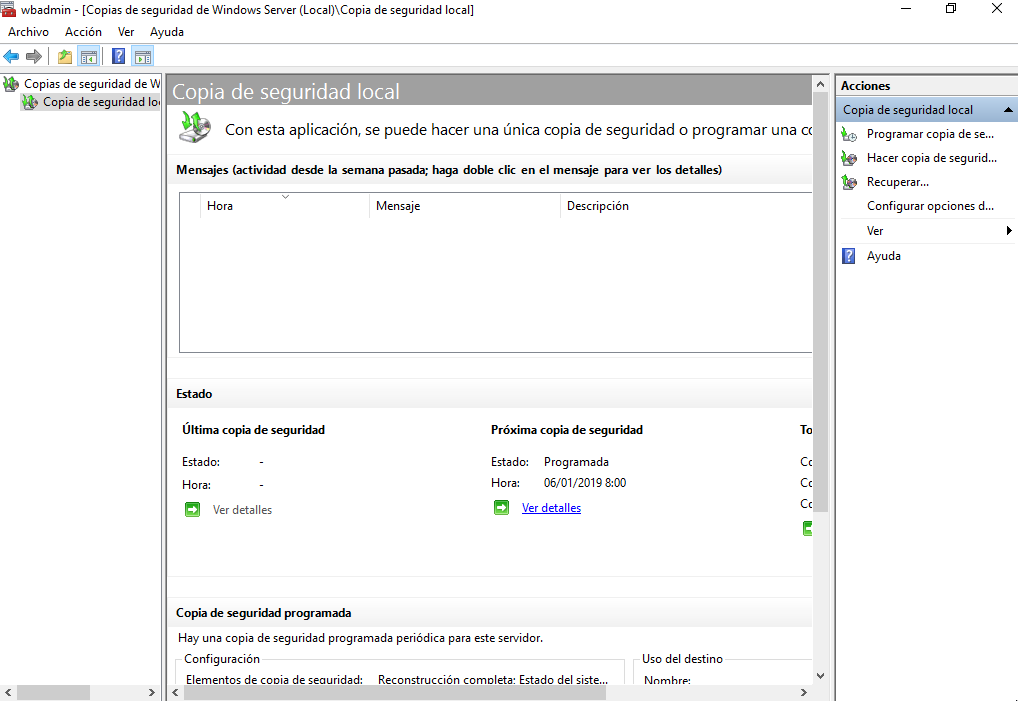 wbadmin - [Copias de seguridad de Windows Server (Local)\Copia de seguridad local]
Archivo Acción Ver Ayuda
Copias de seguridad de W
Copia de seguridad lo
Copia de seguridad local
Con esta aplicación, se puede hacer una única copia de seguridad o programar una co
Mensajes (actividad desde la semana pasada; haga doble clic en el mensaje para ver los detalles)
Hora Mensaje Descripción
Estado
Última copia de seguridad Próxima copia de seguridad To
Estado: - Estado: Programada Co
Hora: - Hora: 06/01/2019 8:00 Co
Co
Ver detalles Ver detalles
Copia de seguridad programada
Hay una copia de seguridad programada periódica para este servidor.
Configuración Uso del destino
Elementos de copia de seguridad: Reconstrucción completa; Estado del siste... Nombre:
Acciones
Copia de seguridad local
Programar copia de se...
Hacer copia de segurid...
Recuperar...
Configurar opciones d...
Ver
Ayuda